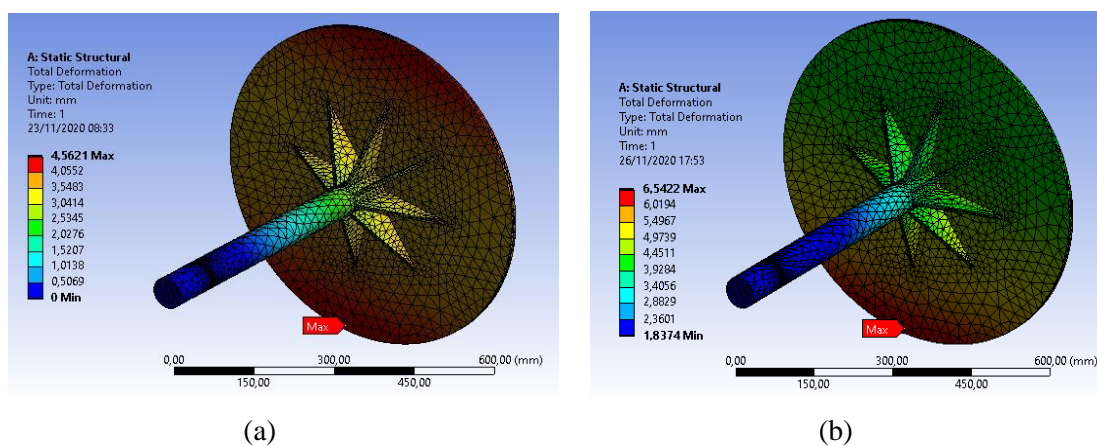 A: Static Structural
Total Deformation
Type: Total Deformation
Unit: mm
Time: 1
23/11/2020 08:33
4,5621 Max
4,0552
3,5483
3,0414
2,5345
2,0276
1,5207
1,0138
0,5069
0 Min
Max
0,00 300,00 600,00 (mm)
150,00 450,00
(a)
A: Static Structural
Total Deformation
Type: Total Deformation
Unit: mm
Time: 1
26/11/2020 17:53
6,5422 Max
6,0194
5,4967
4,9739
4,4511
3,9284
3,4056
2,8829
2,3601
1,8374 Min
Max
0,00 300,00 600,00 (mm)
150,00 450,00
(b)